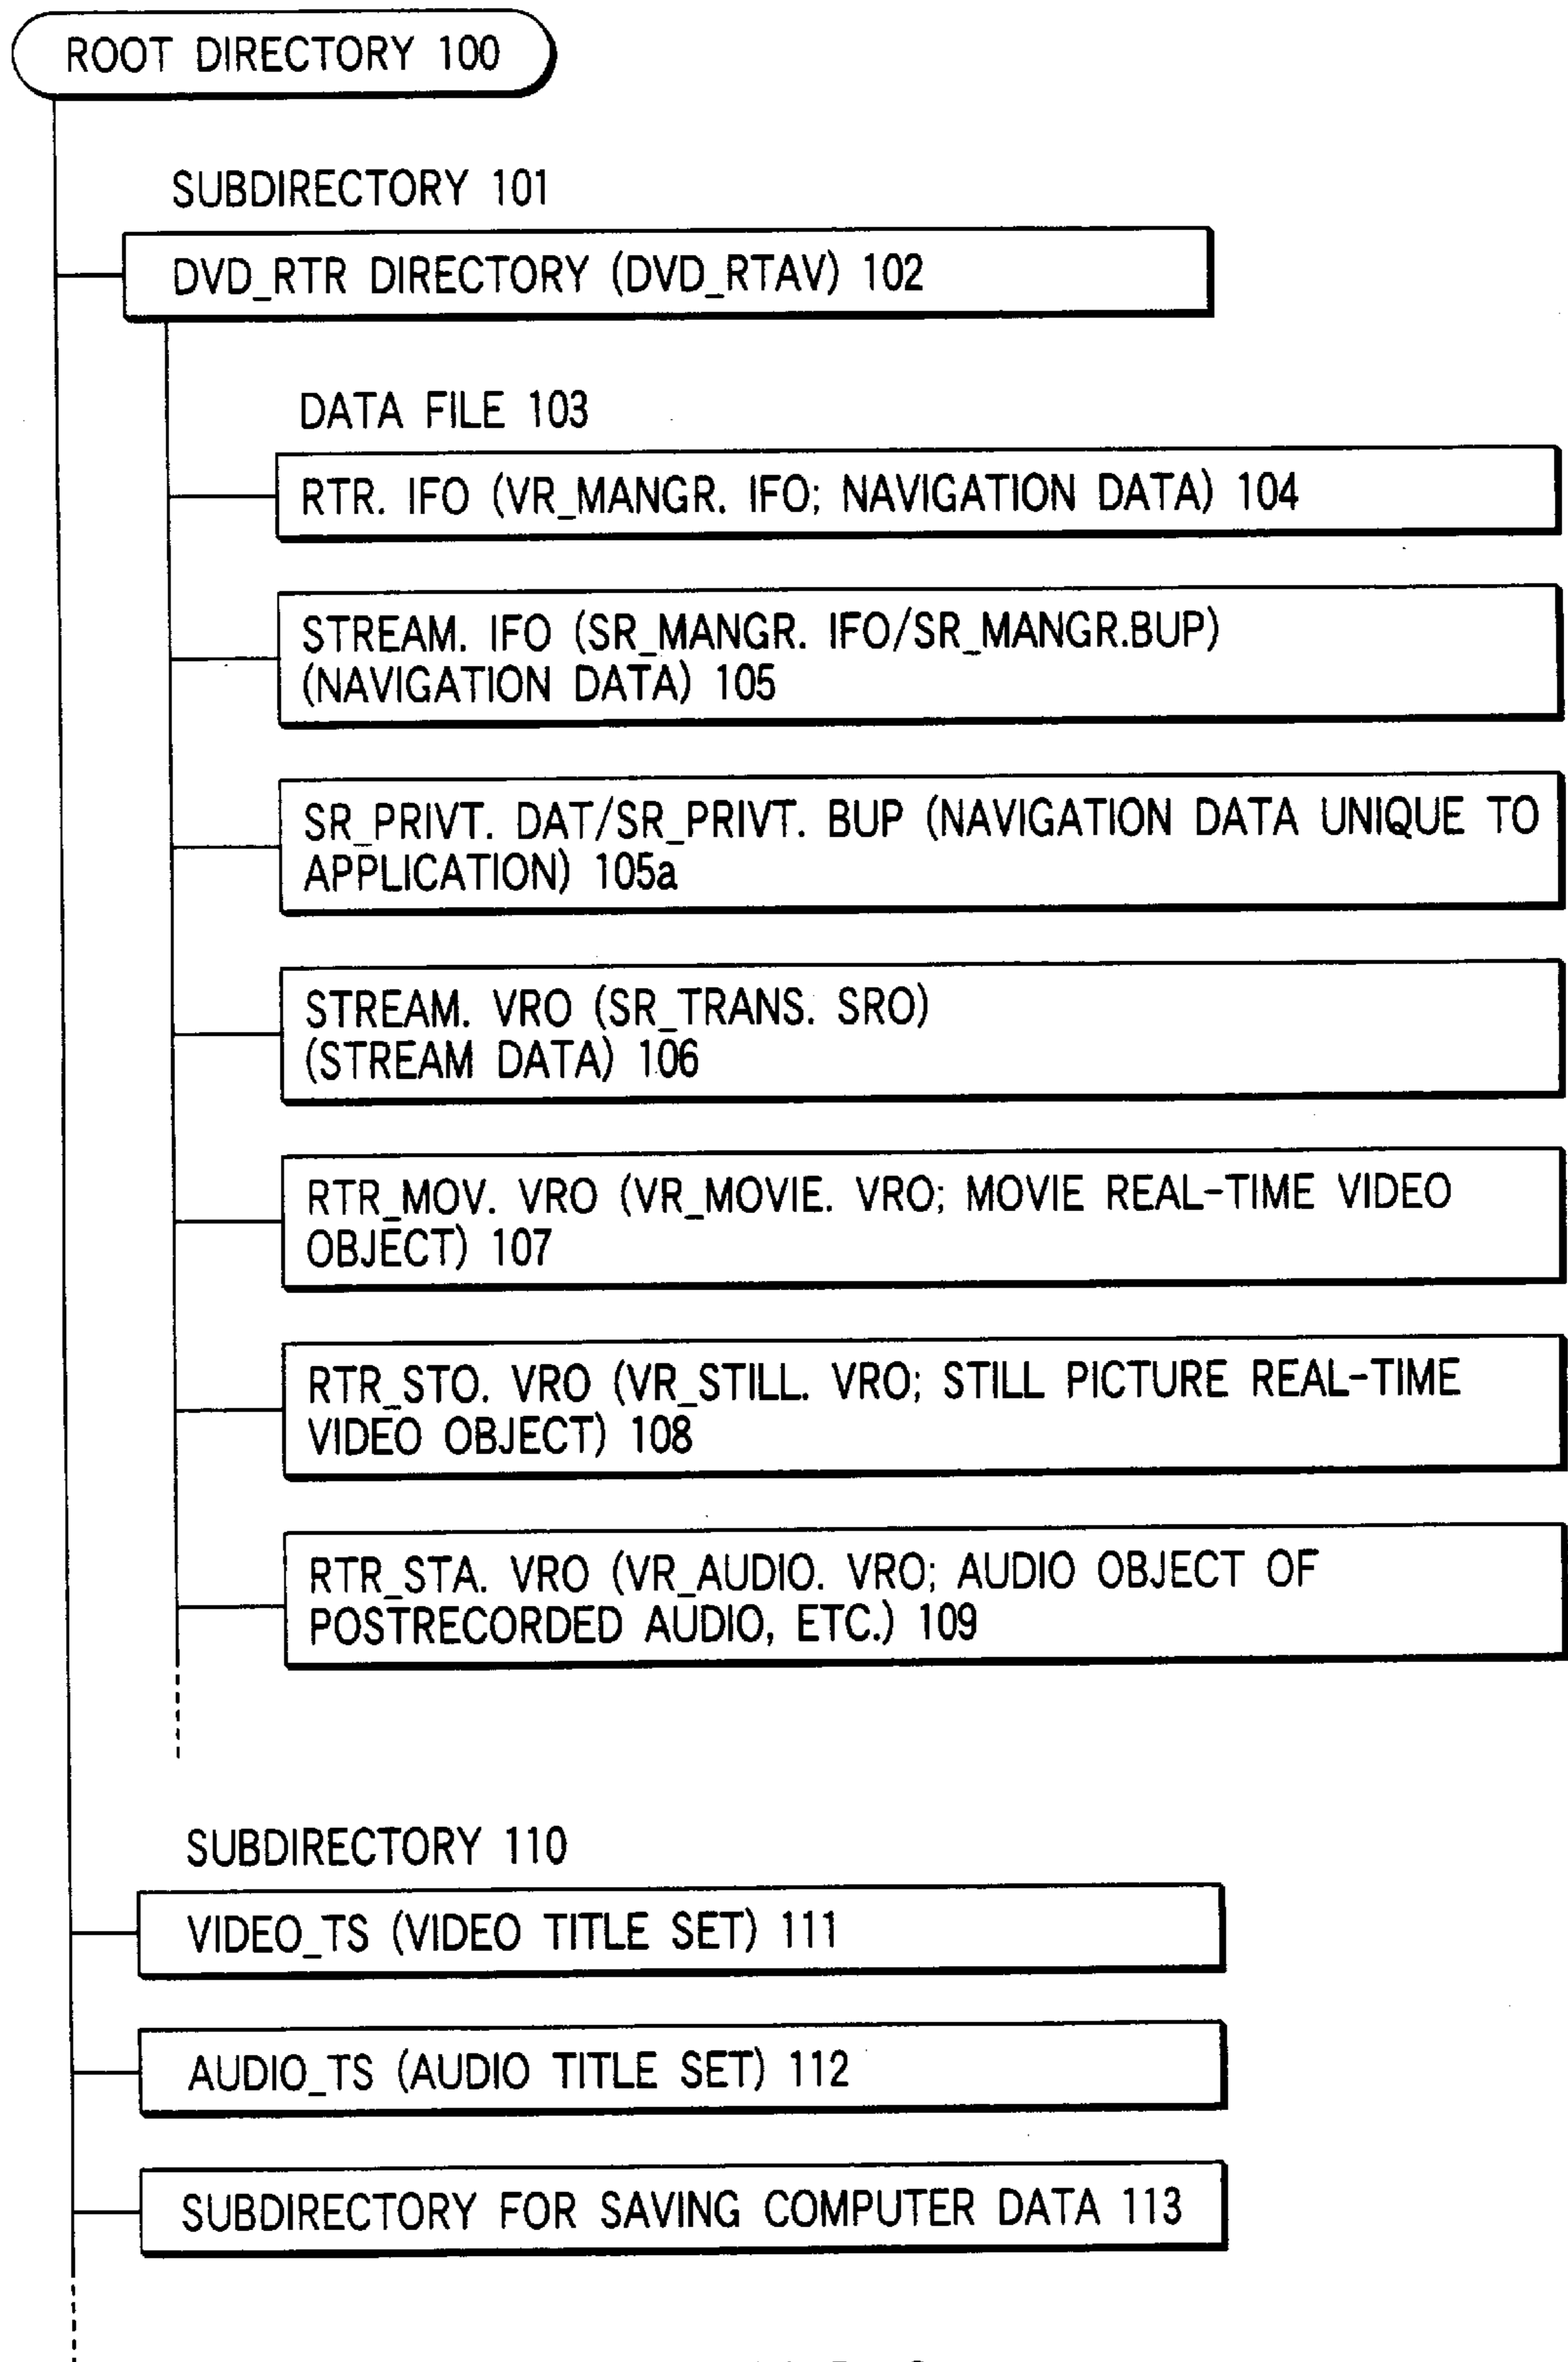 ROOT DIRECTORY 100
SUBDIRECTORY 101
DVD_RTR DIRECTORY (DVD_RTAV) 102
DATA FILE 103
RTR. IFO (VR_MANGR. IFO; NAVIGATION DATA) 104
STREAM. IFO (SR_MANGR. IFO/SR_MANGR.BUP)
(NAVIGATION DATA) 105
SR_PRIVT. DAT/SR_PRIVT. BUP (NAVIGATION DATA UNIQUE TO
APPLICATION) 105a
STREAM. VRO (SR_TRANS. SRO)
(STREAM DATA) 106
RTR_MOV. VRO (VR_MOVIE. VRO; MOVIE REAL-TIME VIDEO
OBJECT) 107
RTR_STO. VRO (VR_STILL. VRO; STILL PICTURE REAL-TIME
VIDEO OBJECT) 108
RTR_STA. VRO (VR_AUDIO. VRO; AUDIO OBJECT OF
POSTRECORDED AUDIO, ETC.) 109
SUBDIRECTORY 110
VIDEO_TS (VIDEO TITLE SET) 111
AUDIO_TS (AUDIO TITLE SET) 112
SUBDIRECTORY FOR SAVING COMPUTER DATA 113